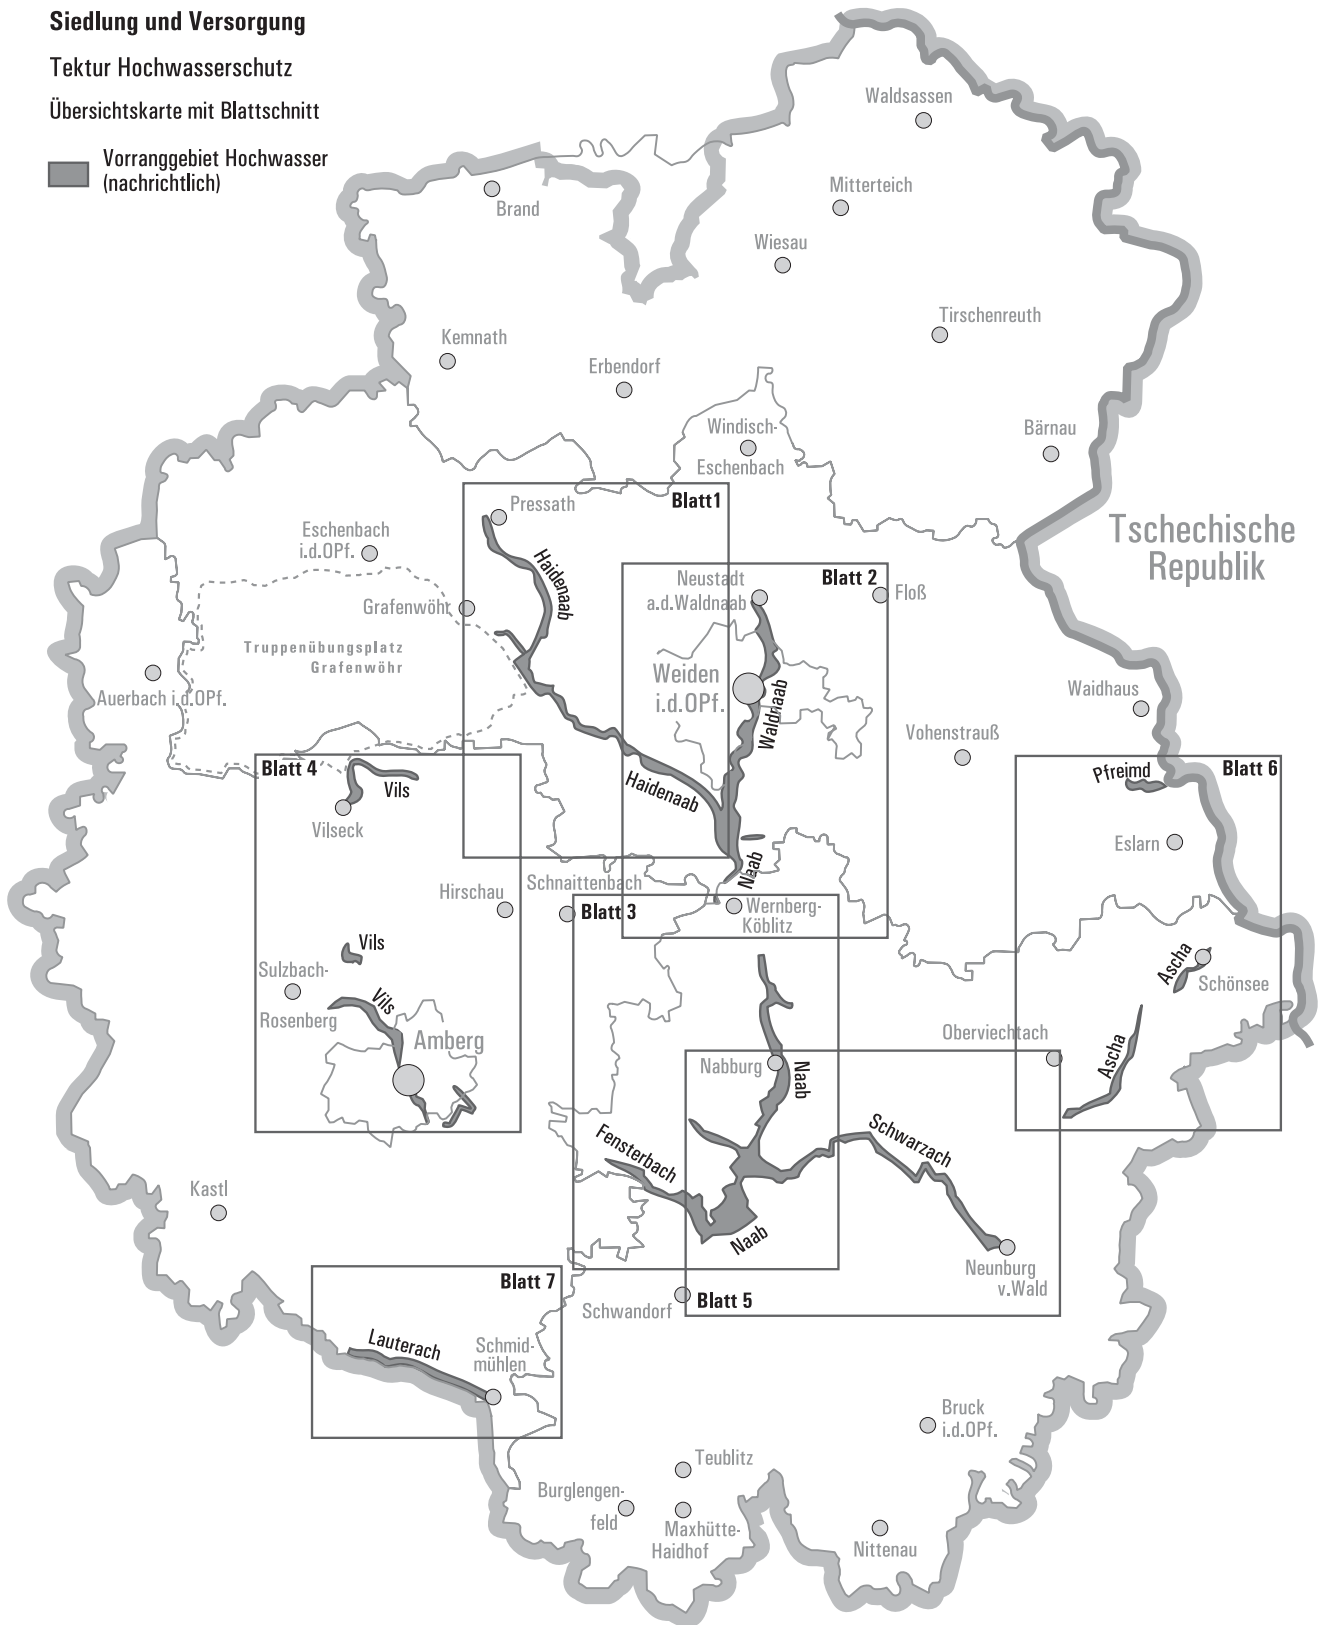 Siedlung und Versorgung
Tektur Hochwasserschutz
Übersichtskarte mit Blattschnitt
Vorranggebiet Hochwasser
(nachrichtlich)
Waldsassen
Mitterteich
Brand
Wiesau
Tirschenreuth
Kemnath
Erbendorf
Windisch-
Eschenbach
Bärnau
Blatt1
Pressath
Eschenbach
i.d.OPf.
Tschechische
Republik
Haidenaab
Neustadt
a.d.Waldnaab
Blatt 2
Floß
Grafenwöhr
Truppenübungsplatz
Grafenwöhr
Weiden
i.d.OPf.
Auerbach i.d.OPf.
Waldnaab
Waidhaus
Vohenstrauß
Blatt 4
Vils
Vilseck
Haidenaab
Pfreimd
Blatt 6
Eslarn
Naab
Hirschau
Schnaittenbach
Blatt 3
Wernberg-
Köblitz
Vils
Sulzbach-
Rosenberg
Vils
Amberg
Ascha
Schönsee
Oberviechtach
Ascha
Nabburg
Naab
Fensterbach
Schwarzach
Naab
Kastl
Neunburg
v.Wald
Blatt 7
Schwandorf
Blatt 5
Lauterach
Schmid-
mühlen
Bruck
i.d.OPf.
Teublitz
Burglengen-
feld
Maxhütte-
Haidhof
Nittenau